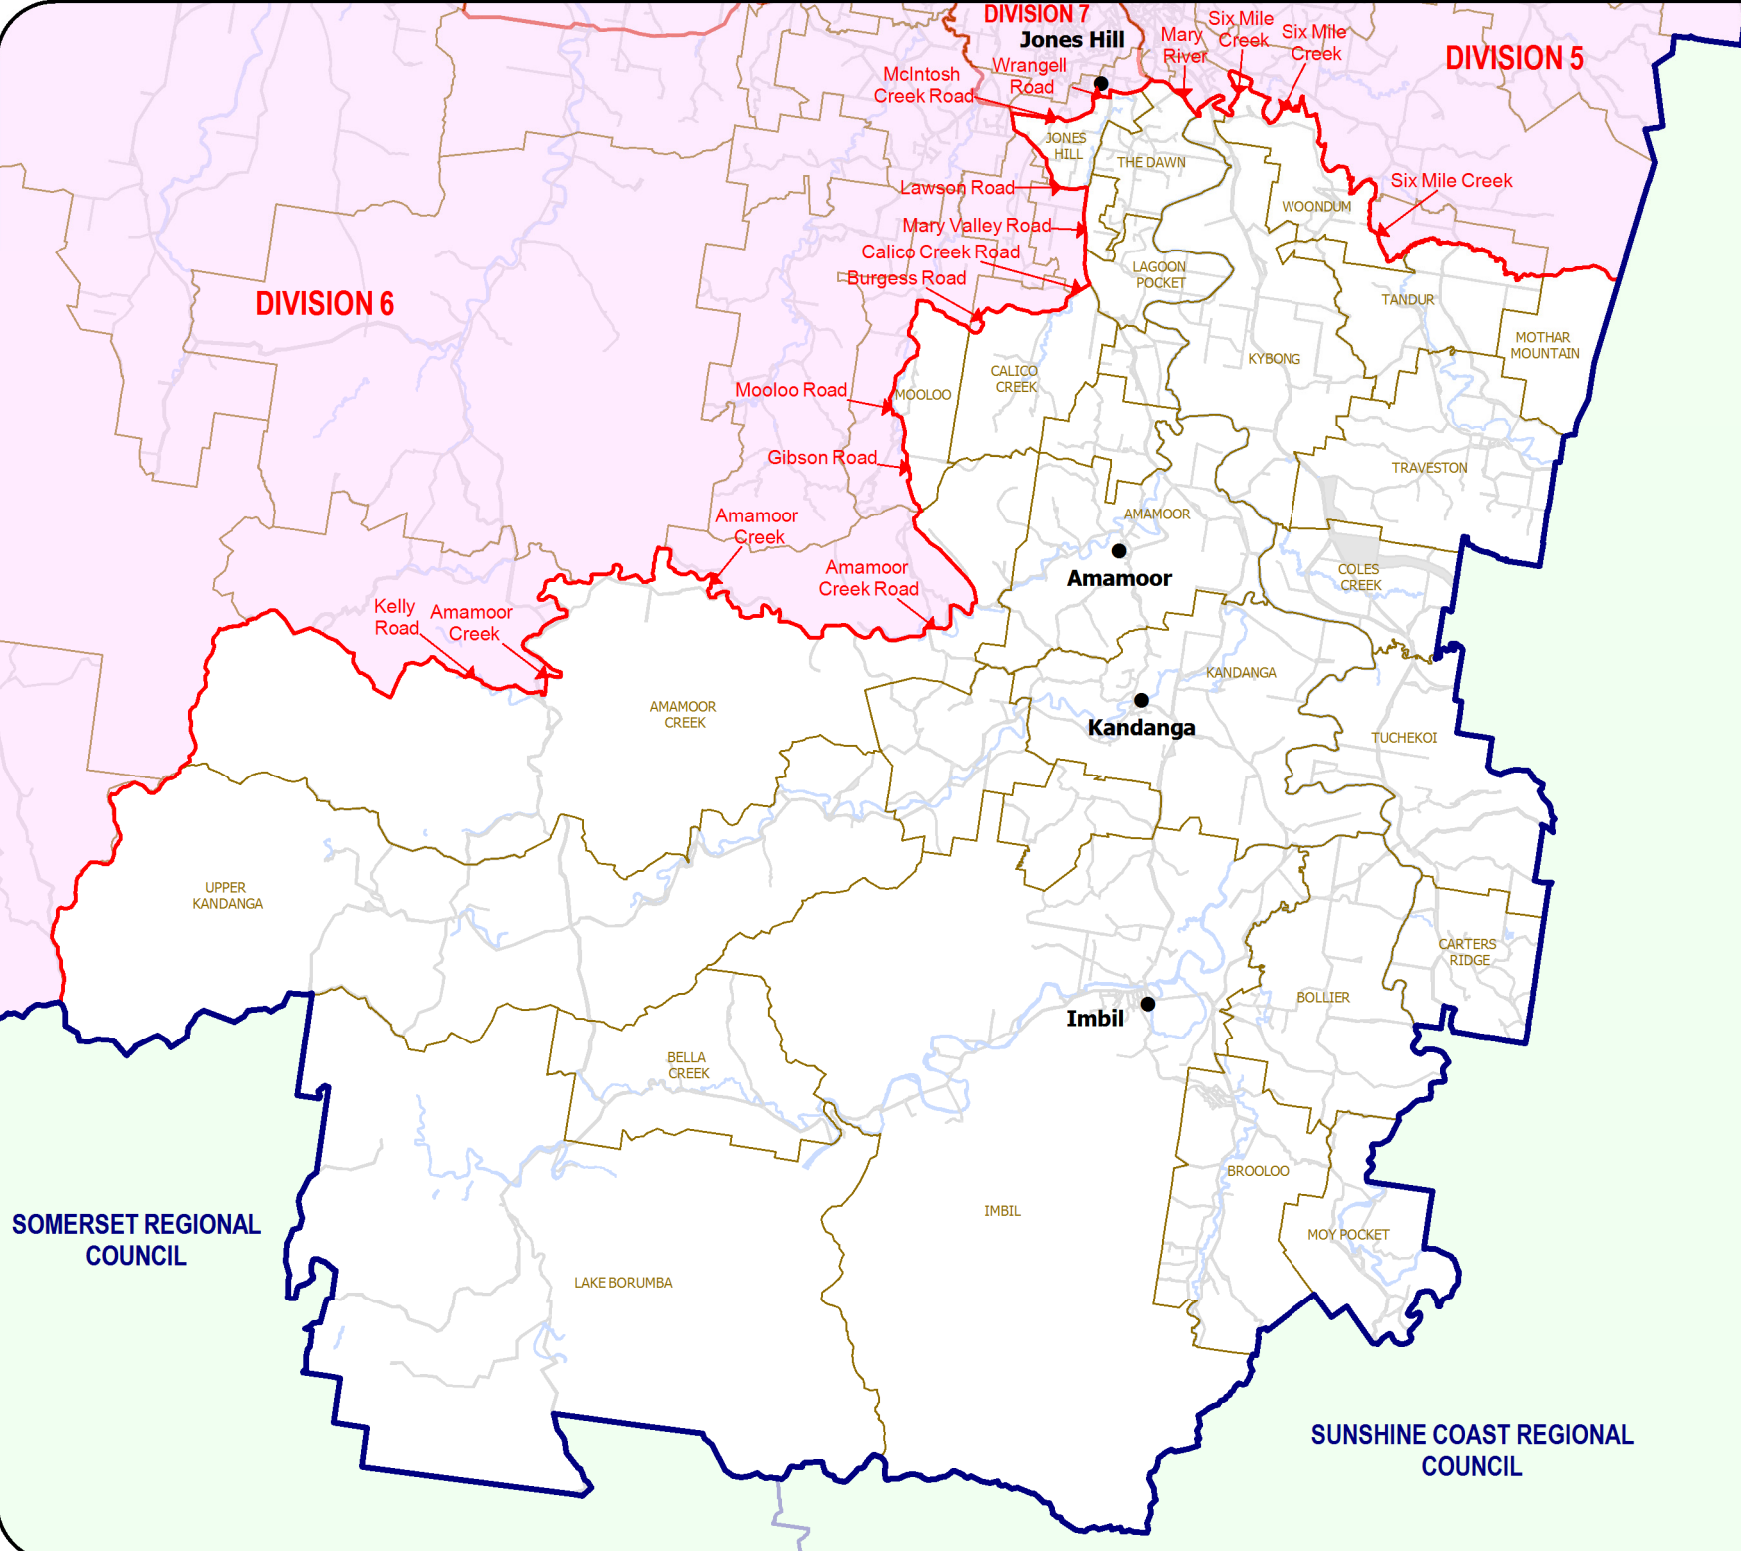 DIVISION 7
Jones Hill
Six Mile
Creek
Six Mile
Creek
Mary
River
DIVISION 5
McIntosh
Creek Road
Wrangell
Road
JONES
HILL
THE DAWN
Lawson Road
Six Mile Creek
WOONDUM
Mary Valley Road
Calico Creek Road
Burgess Road
LAGOON
POCKET
DIVISION 6
TANDUR
MOTHAR
MOUNTAIN
KYBONG
CALICO
CREEK
Mooloo Road
MOOLOO
Gibson Road
TRAVESTON
Amamoor
Creek
AMAMOOR
Amamoor
Amamoor
Creek Road
COLES
CREEK
Kelly
Road
Amamoor
Creek
KANDANGA
AMAMOOR
CREEK
Kandanga
TUCHEKOI
UPPER
KANDANGA
CARTERS
RIDGE
BOLLIER
Imbil
BELLA
CREEK
BROOLOO
IMBIL
MOY POCKET
SOMERSET REGIONAL
COUNCIL
LAKE BORUMBA
SUNSHINE COAST REGIONAL
COUNCIL